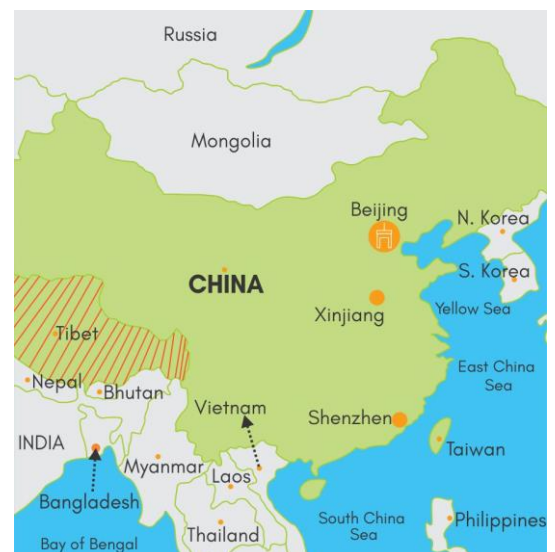 Russia
Mongolia
Beijing
N. Korea
CHINA
S. Korea
Xinjiang
Yellow Sea
Tibet
East China
Sea
Nepal
Bhutan
Vietnam
Shenzhen
INDIA
Myanmar
Laos
Taiwan
Bangladesh
South China
Sea
Philippines
Thailand
Bay of Bengal